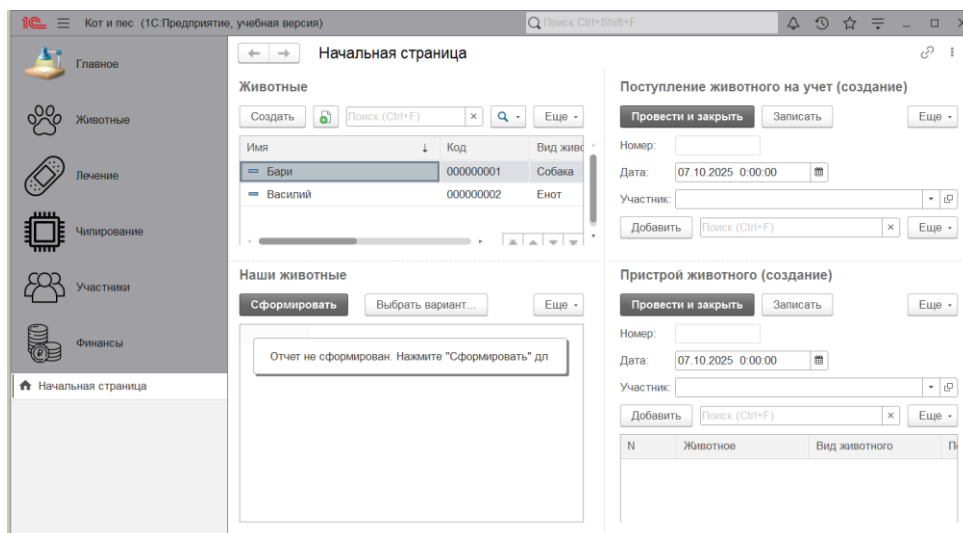 1С Кот и пес (1С:Предприятие, учебная версия) Поиск Ctrl+Shift+F
Главное
Животные
Лечение
Чипирование
Участники
Финансы
Начальная страница
Начальная страница
Животные
Создать Поиск (Ctrl+F) × Еще
Имя ↓ Код Вид живо
Бари 000000001 Собака
Василий 000000002 Енот
Поступление животного на учет (создание)
Провести и закрыть Записать Еще
Номер:
Дата: 07.10.2025 0:00:00
Участник:
Добавить Поиск (Ctrl+F) × Еще
Наши животные
Сформировать Выбрать вариант... Еще
Отчет не сформирован. Нажмите "Сформировать" дл
Пристрой животного (создание)
Провести и закрыть Записать Еще
Номер:
Дата: 07.10.2025 0:00:00
Участник:
Добавить Поиск (Ctrl+F) × Еще
N Животное Вид животного